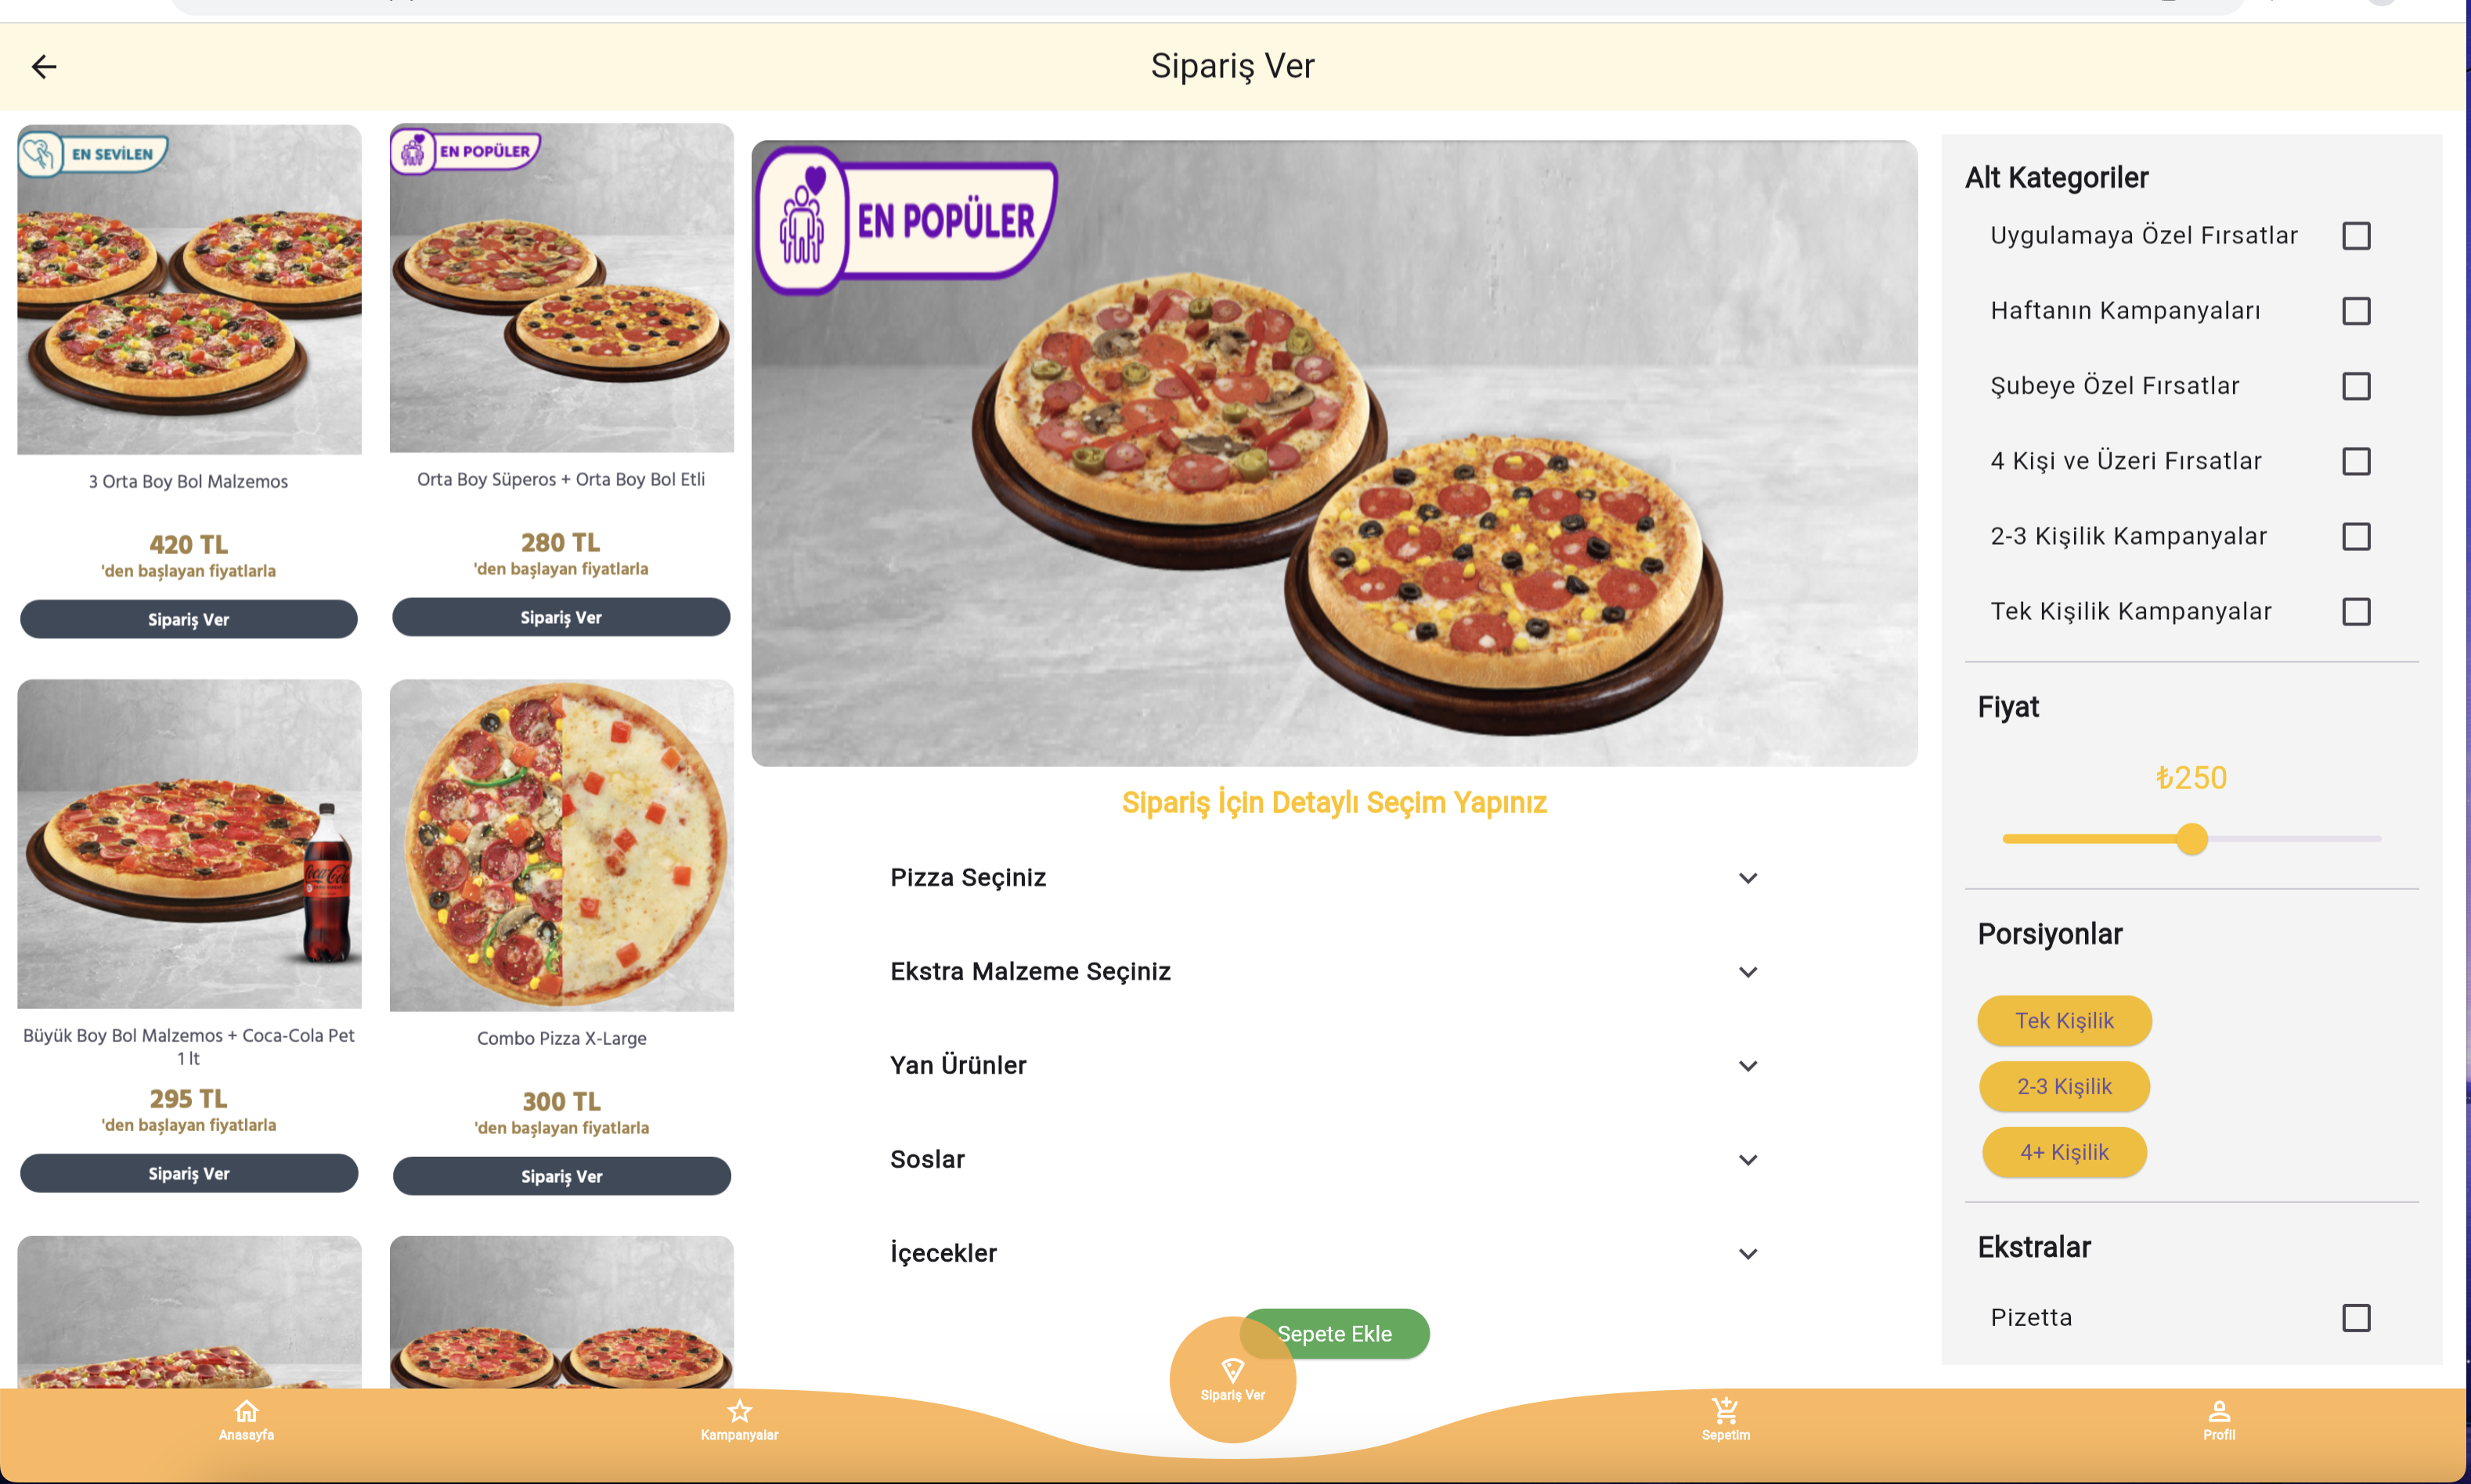 Sipariş Ver
EN SEVİLEN
3 Orta Boy Bol Malzemos
420 TL
'den başlayan fiyatlarla
Sipariş Ver
EN POPÜLER
Orta Boy Süperos + Orta Boy Bol Etli
280 TL
'den başlayan fiyatlarla
Sipariş Ver
Coca-Cola
Büyük Boy Bol Malzemos + Coca-Cola Pet
1 lt
295 TL
'den başlayan fiyatlarla
Sipariş Ver
Combo Pizza X-Large
300 TL
'den başlayan fiyatlarla
Sipariş Ver
EN POPÜLER
Sipariş İçin Detaylı Seçim Yapınız
Pizza Seçiniz
Ekstra Malzeme Seçiniz
Yan Ürünler
Soslar
İçecekler
Sepete Ekle
Alt Kategoriler
Uygulamaya Özel Fırsatlar
Haftanın Kampanyaları
Şubeye Özel Fırsatlar
4 Kişi ve Üzeri Fırsatlar
2-3 Kişilik Kampanyalar
Tek Kişilik Kampanyalar
Fiyat
₺250
Porsiyonlar
Tek Kişilik
2-3 Kişilik
4+ Kişilik
Ekstralar
Pizetta
Anasayfa
Kampanyalar
Sipariş Ver
Sepetim
Profil